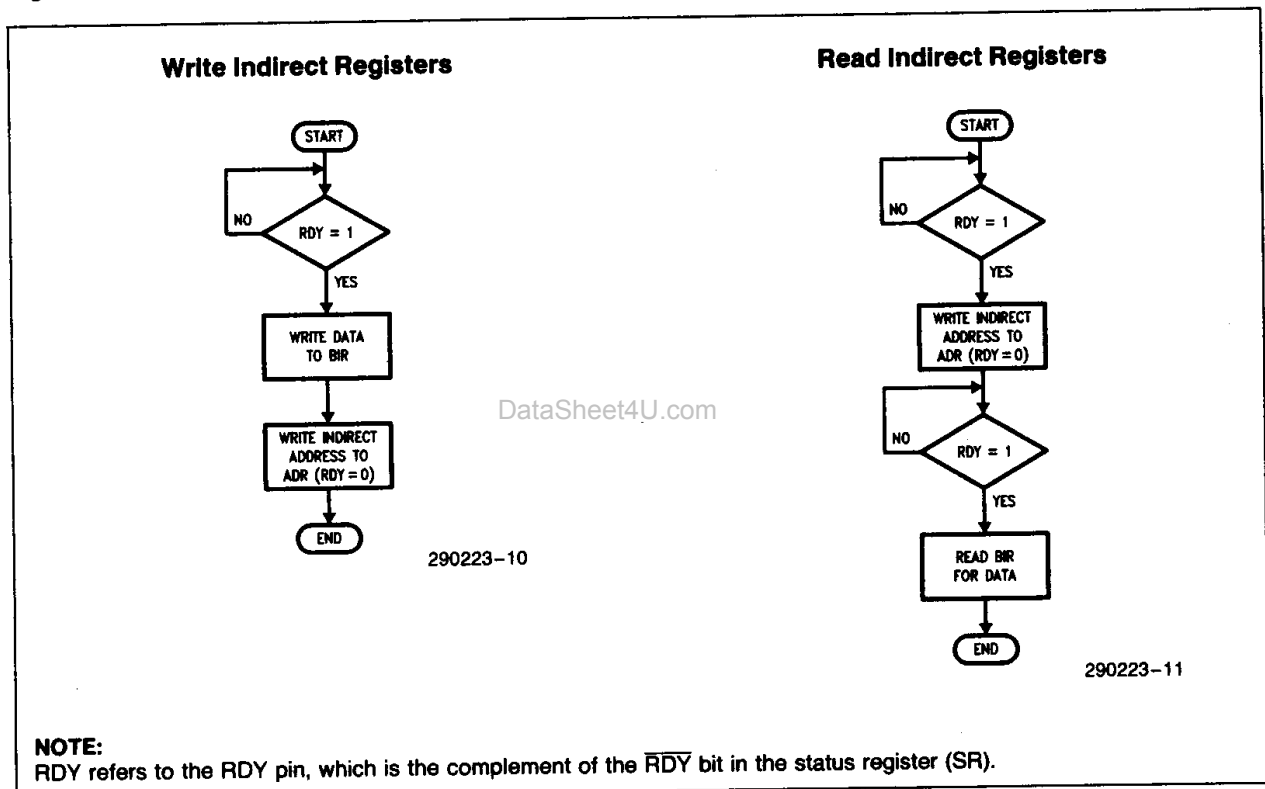 Write Indirect Registers
START
NO
RDY = 1
YES
WRITE DATA
TO BIR
WRITE INDIRECT
ADDRESS TO
ADR (RDY = 0)
END
290223-10
Read Indirect Registers
START
NO
RDY = 1
YES
WRITE INDIRECT
ADDRESS TO
ADR (RDY = 0)
NO
RDY = 1
YES
READ BIR
FOR DATA
END
290223-11
DataSheet4U.com
NOTE:
RDY refers to the RDY pin, which is the complement of the R̅D̅Y̅ bit in the status register (SR).